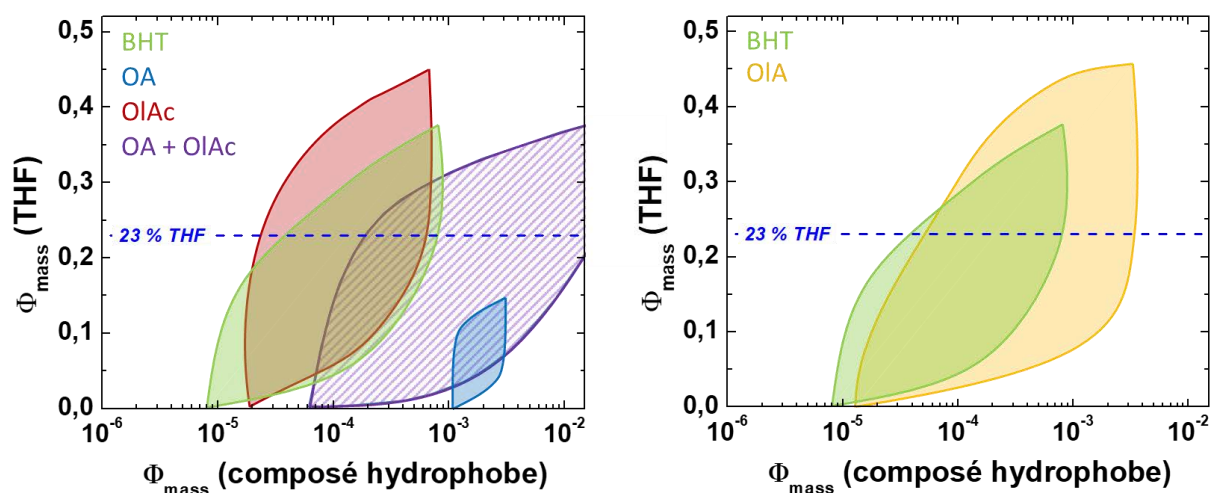 BHT
OA
OlAc
OA + OlAc
23 % THF
0,5
0,4
0,3
0,2
0,1
0,0
Φmass (THF)
10-6
10-5
10-4
10-3
10-2
Φmass (composé hydrophobe)
BHT
OlA
23 % THF
0,5
0,4
0,3
0,2
0,1
0,0
Φmass (THF)
10-6
10-5
10-4
10-3
10-2
Φmass (composé hydrophobe)